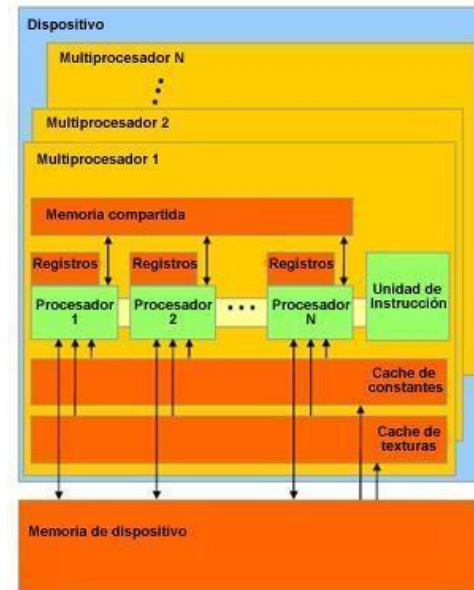 Dispositivo
Multiprocesador N
Multiprocesador 2
Multiprocesador 1
Memoria compartida
Registros
Registros
Registros
Procesador
1
Procesador
2
Procesador
N
Unidad de
Instrucción
Cache de
constantes
Cache de
texturas
Memoria de dispositivo